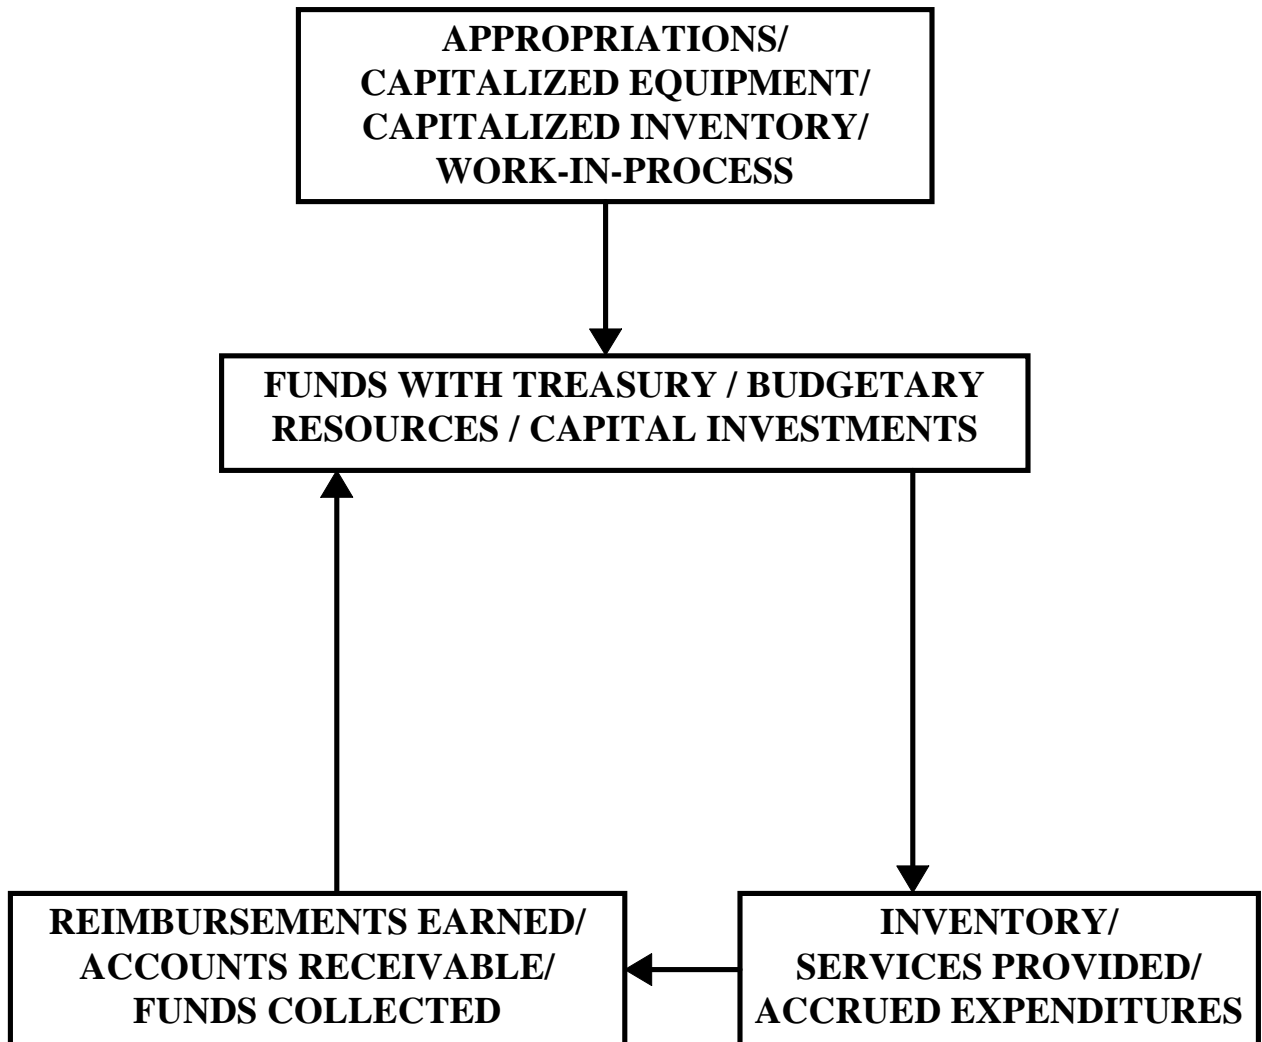 APPROPRIATIONS/
CAPITALIZED EQUIPMENT/
CAPITALIZED INVENTORY/
WORK-IN-PROCESS
FUNDS WITH TREASURY / BUDGETARY
RESOURCES / CAPITAL INVESTMENTS
REIMBURSEMENTS EARNED/
ACCOUNTS RECEIVABLE/
FUNDS COLLECTED
INVENTORY/
SERVICES PROVIDED/
ACCRUED EXPENDITURES